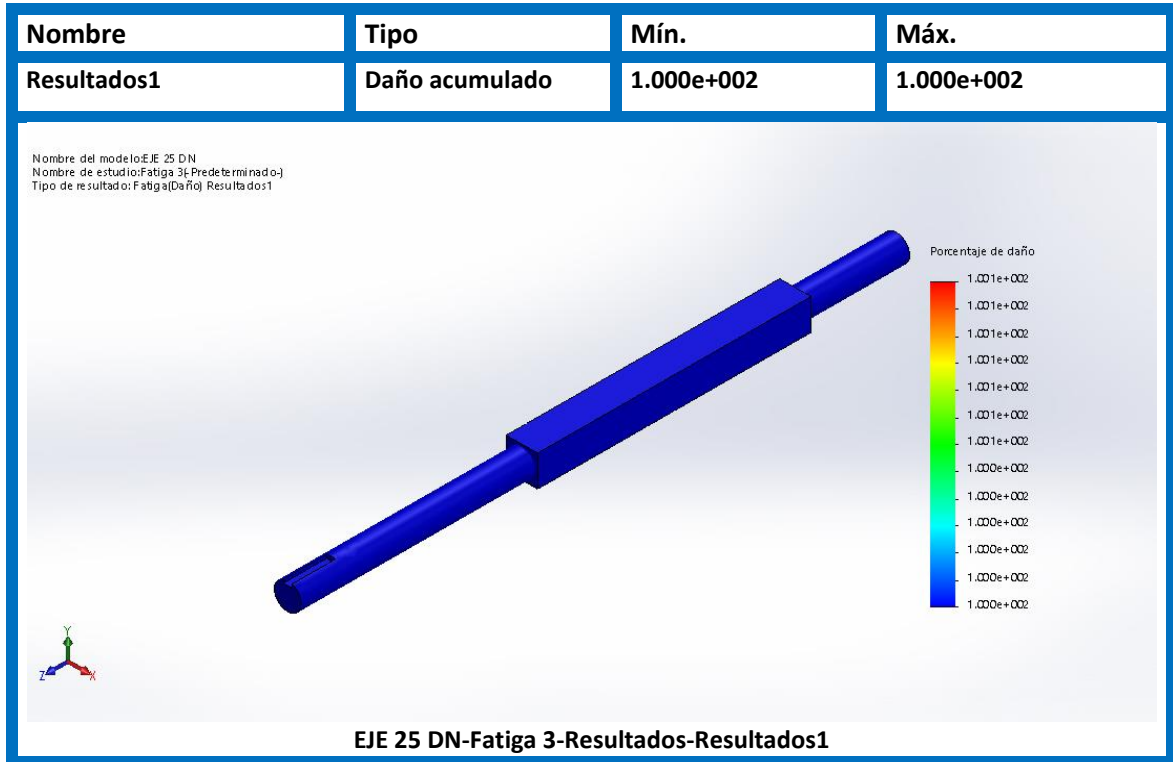 Nombre Tipo Mín. Máx.
Resultados1 Daño acumulado 1.000e+002 1.000e+002
Nombre del modelo:EJE 25 DN
Nombre de estudio:Fatiga 3(-Predeterminado-)
Tipo de resultado: Fatiga(Daño) Resultados1
Porcentaje de daño
1.001e+002
1.001e+002
1.001e+002
1.001e+002
1.001e+002
1.001e+002
1.001e+002
1.000e+002
1.000e+002
1.000e+002
1.000e+002
1.000e+002
1.000e+002
Y
Z
X
EJE 25 DN-Fatiga 3-Resultados-Resultados1